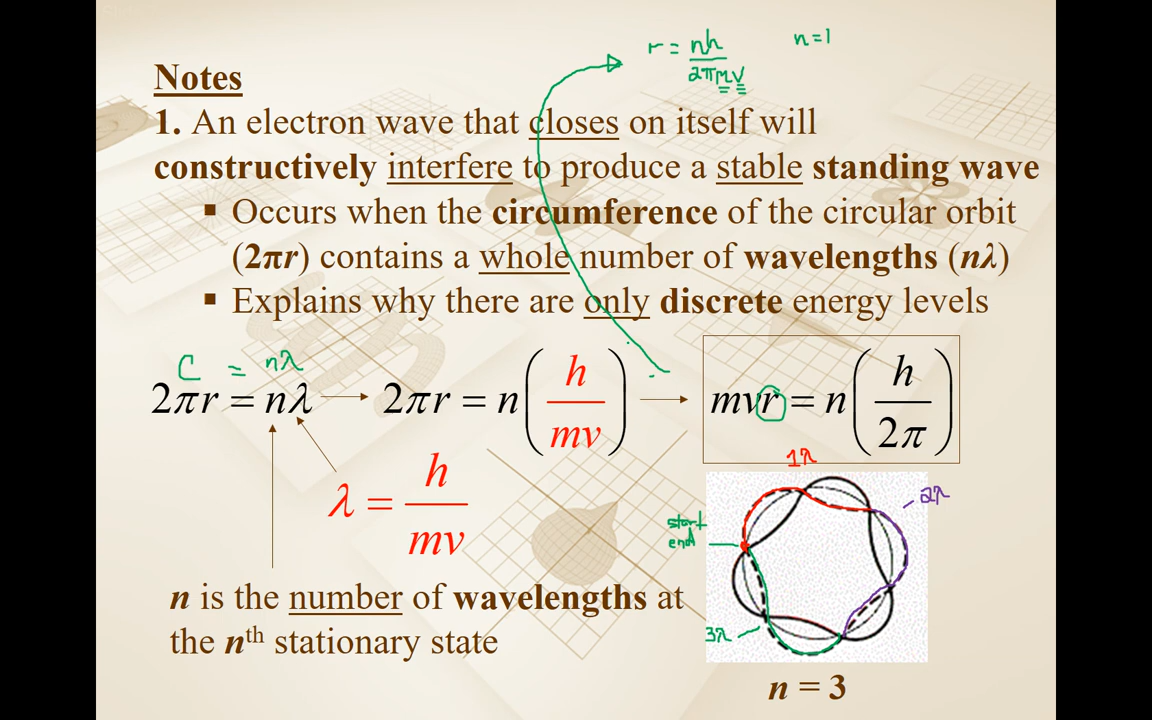 r = nh / 2πmv    n=1
Notes
1. An electron wave that closes on itself will
constructively interfere to produce a stable standing wave
▪ Occurs when the circumference of the circular orbit
(2πr) contains a whole number of wavelengths (nλ)
▪ Explains why there are only discrete energy levels
C = nλ
2πr = nλ → 2πr = n(h/mv) → mvr = n(h/2π)
λ = h/mv
1λ
2λ
start
end
3λ
n is the number of wavelengths at
the nth stationary state
n = 3